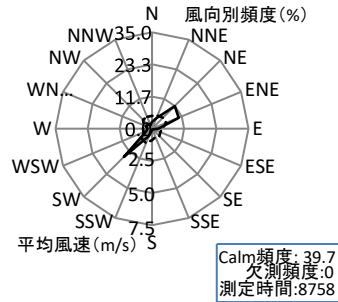 N
風向別頻度(%)
NNW
35.0
NNE
NW
23.3
NE
WN...
11.7
ENE
W
0.0
E
WSW
2.5
ESE
SW
5.0
SE
SSW
7.5
SSE
S
平均風速(m/s)
Calm頻度: 39.7
欠測頻度:0
測定時間:8758